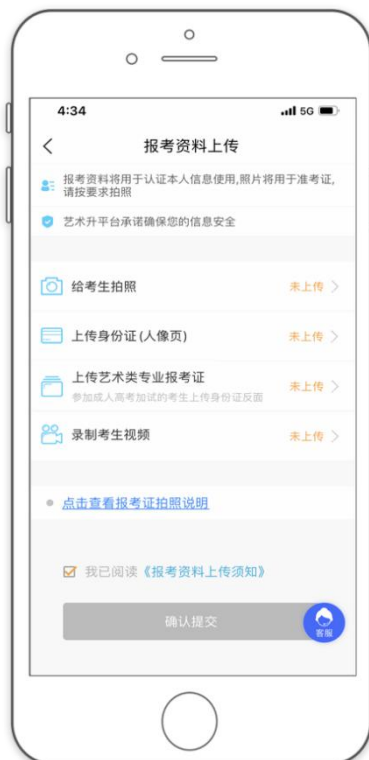 4:34
5G
报考资料上传
报考资料将用于认证本人信息使用,照片将用于准考证,
请按要求拍照
艺术升平台承诺确保您的信息安全
给考生拍照
未上传
上传身份证(人像页)
未上传
上传艺术类专业报考证
未上传
参加成人高考加试的考生上传身份证反面
录制考生视频
未上传
点击查看报考证拍照说明
我已阅读《报考资料上传须知》
确认提交
客服